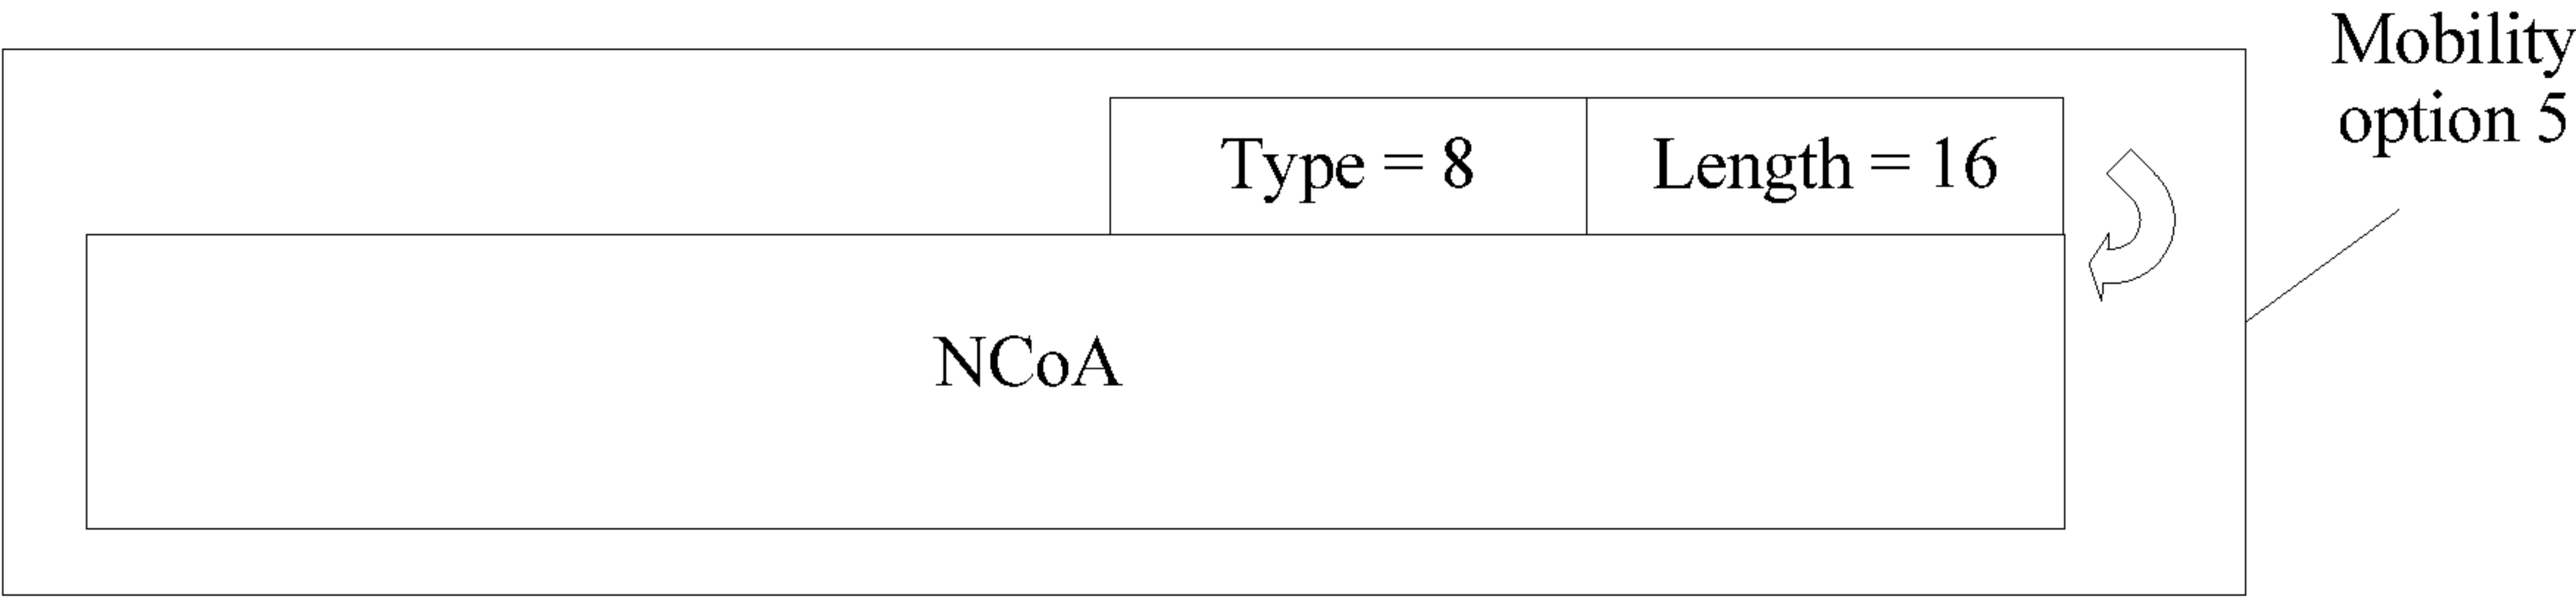 Mobility
option 5
Type = 8
Length = 16
NCoA